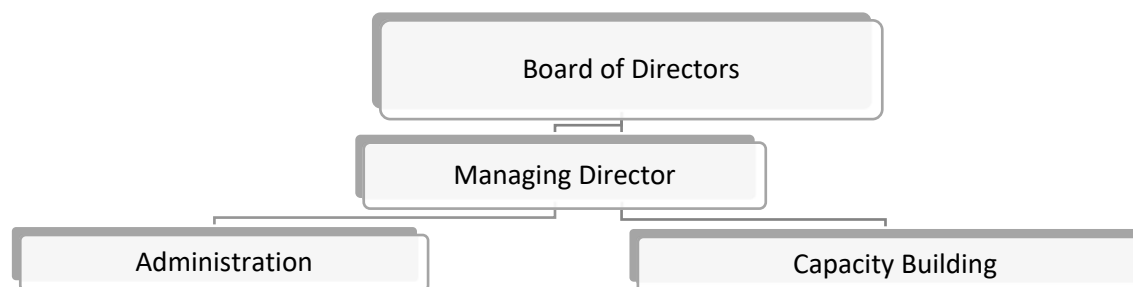 Board of Directors
Managing Director
Administration
Capacity Building